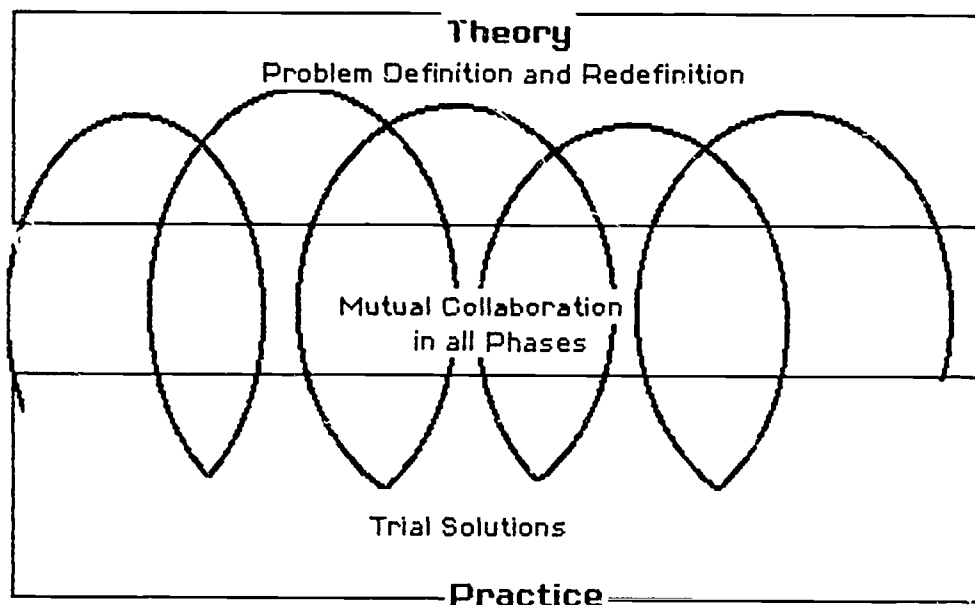 Theory
Problem Definition and Redefinition
Mutual Collaboration
in all Phases
Trial Solutions
Practice